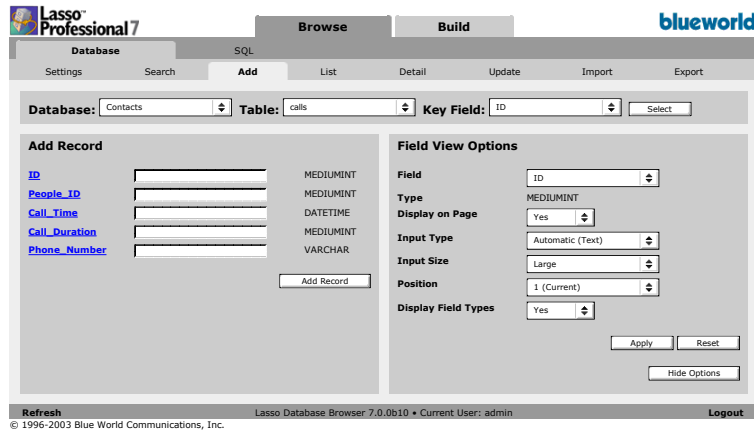 Lasso™ Professional 7 Browse Build blueworld
Database SQL
Settings Search Add List Detail Update Import Export
Database: Contacts Table: calls Key Field: ID Select
Add Record
ID MEDIUMINT
People_ID MEDIUMINT
Call_Time DATETIME
Call_Duration MEDIUMINT
Phone_Number VARCHAR
Add Record
Field View Options
Field ID
Type MEDIUMINT
Display on Page Yes
Input Type Automatic (Text)
Input Size Large
Position 1 (Current)
Display Field Types Yes
Apply Reset
Hide Options
Refresh Lasso Database Browser 7.0.0b10 • Current User: admin Logout
© 1996-2003 Blue World Communications, Inc.